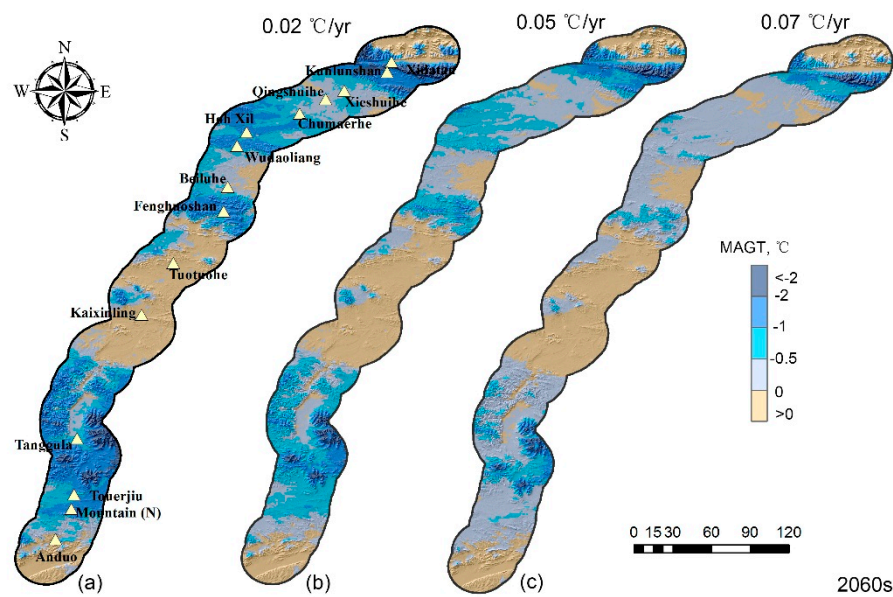 0.02 ℃/yr
0.05 ℃/yr
0.07 ℃/yr
N
W
E
S
Kunlunshan
Xidatan
Qingshuihe
Xieshuihe
Chumaerhe
Hoh Xil
Wudaoliang
Beiluhe
Fenghuoshan
Tuotuohe
Kaixinling
Tanggula
Touerjiu
Mountain (N)
Anduo
MAGT, ℃
<-2
-2
-1
-0.5
0
>0
0 15 30 60 90 120
(a)
(b)
(c)
2060s